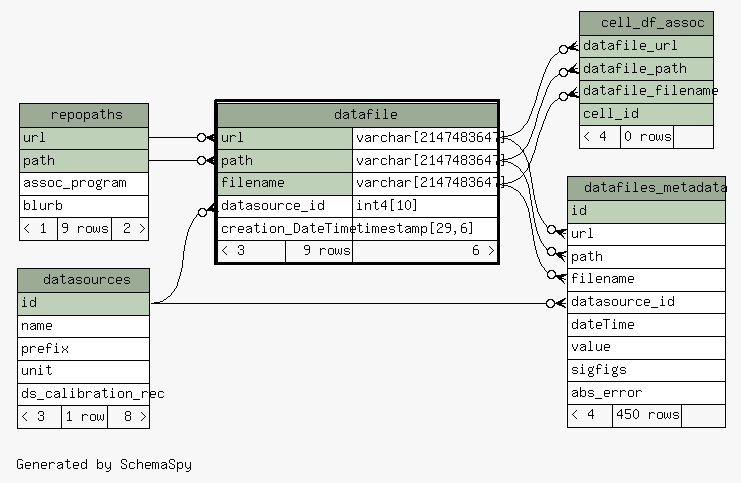 cell_df_assoc
datafile_url
datafile_path
datafile_filename
cell_id
< 4 0 rows
repopaths
url
path
assoc_program
blurb
< 1 9 rows 2 >
datafile
url varchar[2147483647]
path varchar[2147483647]
filename varchar[2147483647]
datasource_id int4[10]
creation_DateTime timestamp[29,6]
< 3 9 rows 6 >
datafiles_metadata
id
url
path
filename
datasource_id
dateTime
value
sigfigs
abs_error
< 4 450 rows
datasources
id
name
prefix
unit
ds_calibration_rec
< 3 1 row 8 >
Generated by SchemaSpy